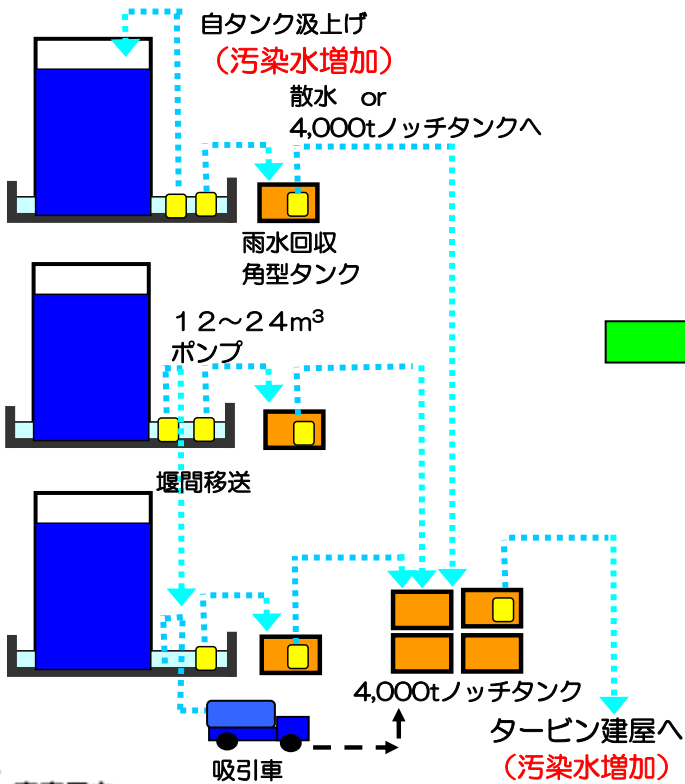 自タンク汲上げ
（汚染水増加）
散水　or
4,000tノッチタンクへ
雨水回収
角型タンク
１２～２４m³
ポンプ
堰間移送
4,000tノッチタンク
タービン建屋へ
（汚染水増加）
吸引車